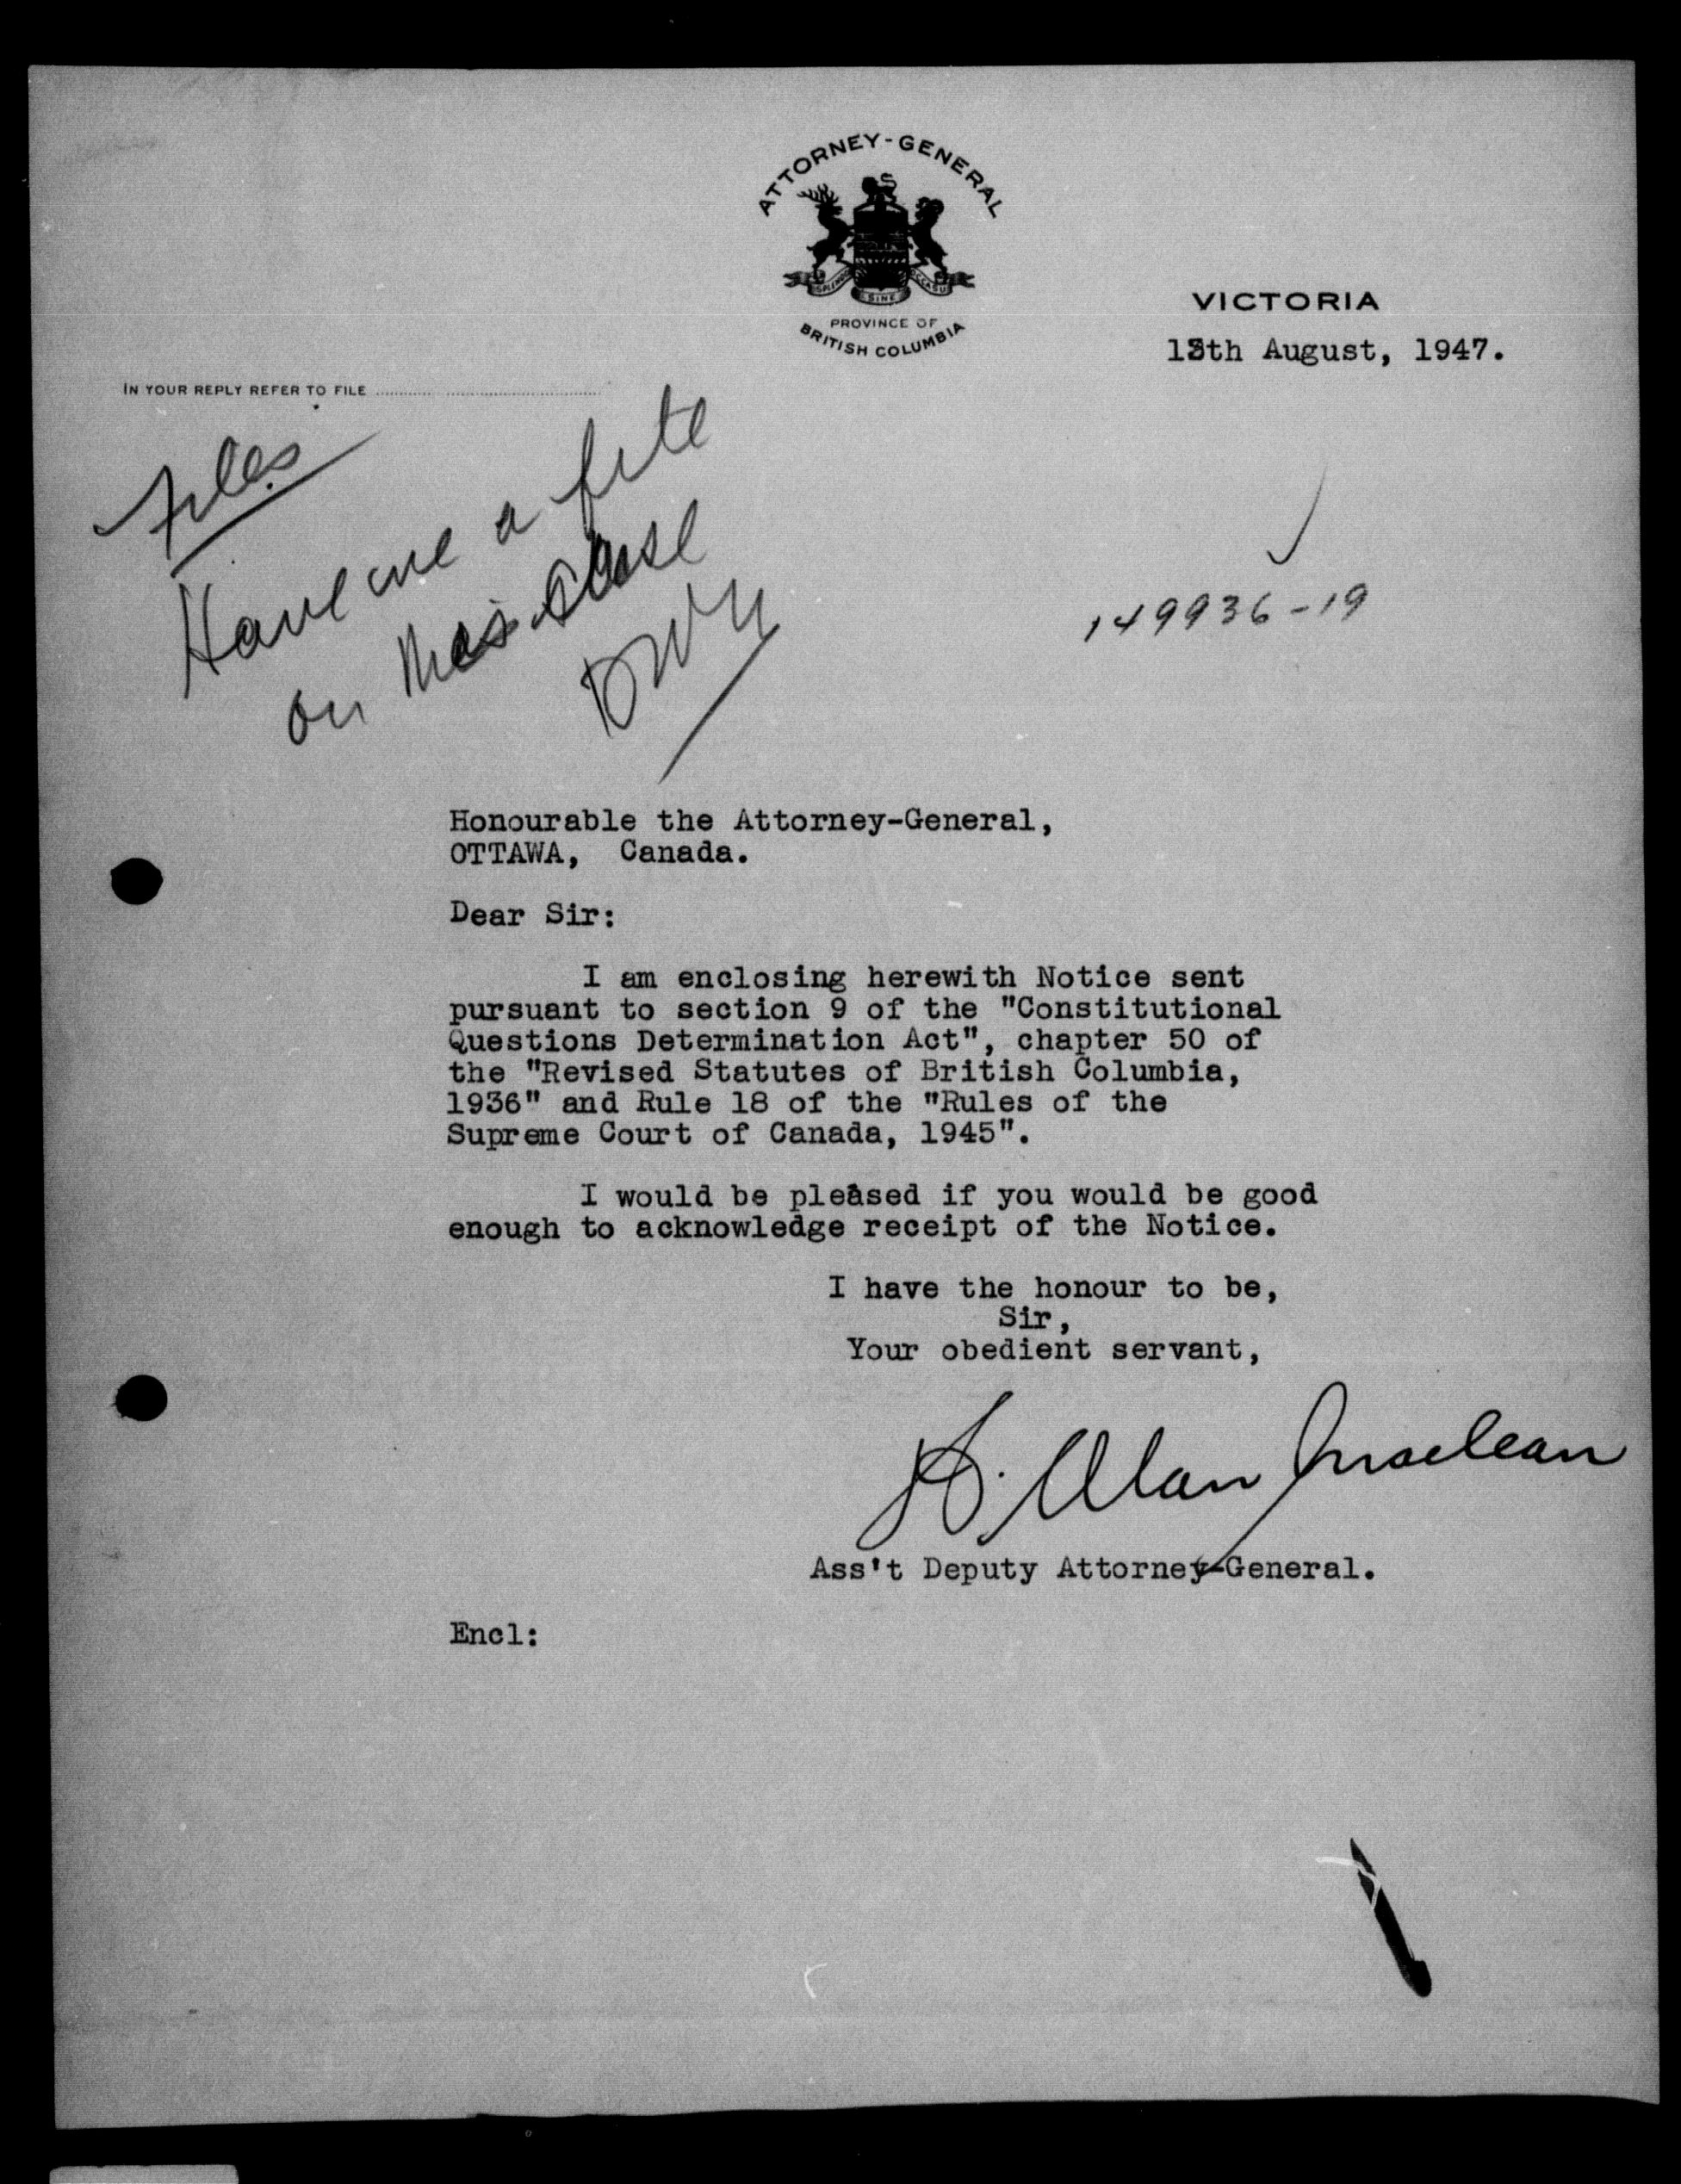 ATTORNEY-GENERAL
SPLENDOR SINE OCCASU
PROVINCE OF
BRITISH COLUMBIA
VICTORIA
13th August, 1947.
IN YOUR REPLY REFER TO FILE
Files
Have we a file
on this please
149936-19
Honourable the Attorney-General,
OTTAWA, Canada.
Dear Sir:
I am enclosing herewith Notice sent
pursuant to section 9 of the "Constitutional
Questions Determination Act", chapter 50 of
the "Revised Statutes of British Columbia,
1936" and Rule 18 of the "Rules of the
Supreme Court of Canada, 1945".
I would be pleased if you would be good
enough to acknowledge receipt of the Notice.
I have the honour to be,
Sir,
Your obedient servant,
H. Alan Maclean
Ass't Deputy Attorney-General.
Encl: